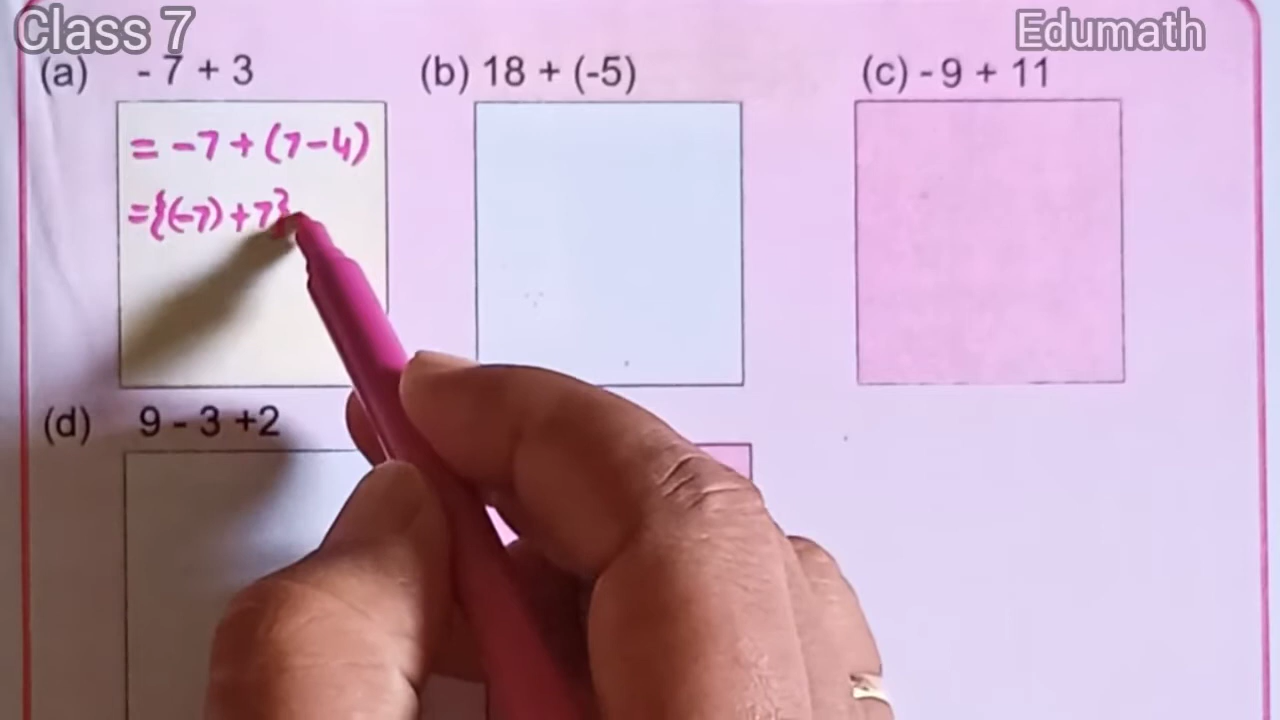 Class 7
Edumath
(a) - 7 + 3
(b) 18 + (-5)
(c) - 9 + 11
= -7 + (7-4)
={(-7) +7}
(d) 9 - 3 +2